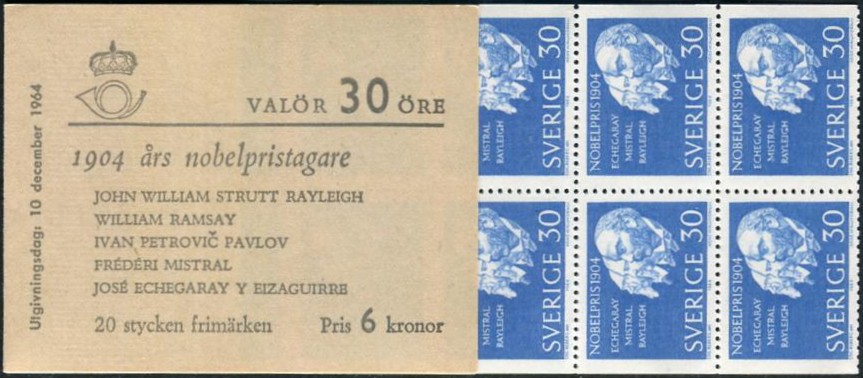 Utgivningsdag: 10 december 1964
VALÖR 30 ÖRE
1904 års nobelpristagare
JOHN WILLIAM STRUTT RAYLEIGH
WILLIAM RAMSAY
IVAN PETROVIČ PAVLOV
FRÉDÉRI MISTRAL
JOSÉ ECHEGARAY Y EIZAGUIRRE
20 stycken frimärken Pris 6 kronor
MISTRAL
RAYLEIGH
SVERIGE 30
NOBELPRIS 1904
ECHEGARAY
MISTRAL
RAYLEIGH
SVERIGE 30
NOBELPRIS 1904
ECHEGARAY
MISTRAL
RAYLEIGH
SVERIGE 30
MISTRAL
RAYLEIGH
SVERIGE 30
NOBELPRIS 1904
ECHEGARAY
MISTRAL
RAYLEIGH
SVERIGE 30
NOBELPRIS 1904
ECHEGARAY
MISTRAL
RAYLEIGH
SVERIGE 30